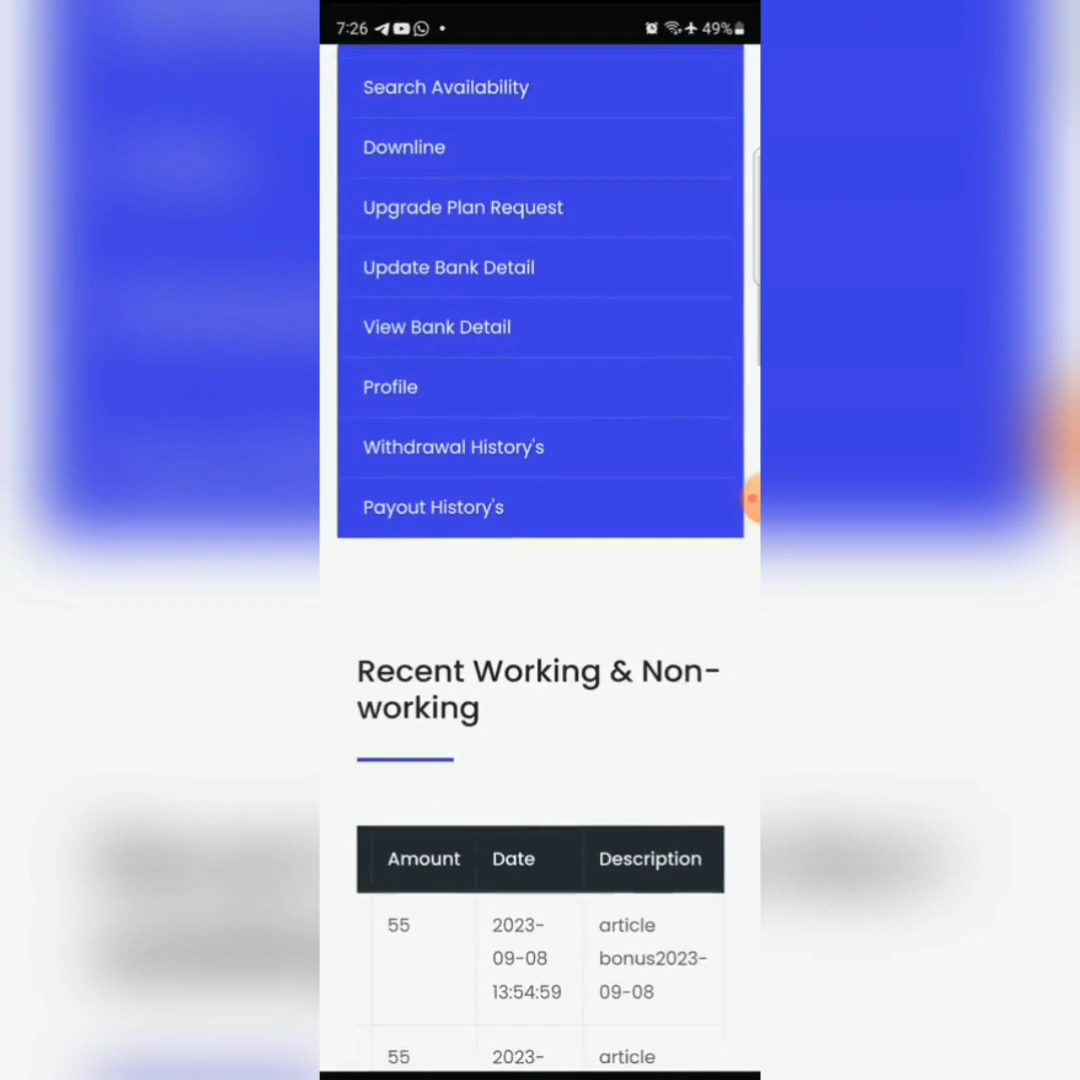 7:26
49%
Search Availability
Downline
Upgrade Plan Request
Update Bank Detail
View Bank Detail
Profile
Withdrawal History's
Payout History's
Recent Working & Non-
working
Amount Date Description
55 2023- article
09-08 bonus2023-
13:54:59 09-08
55 2023- article